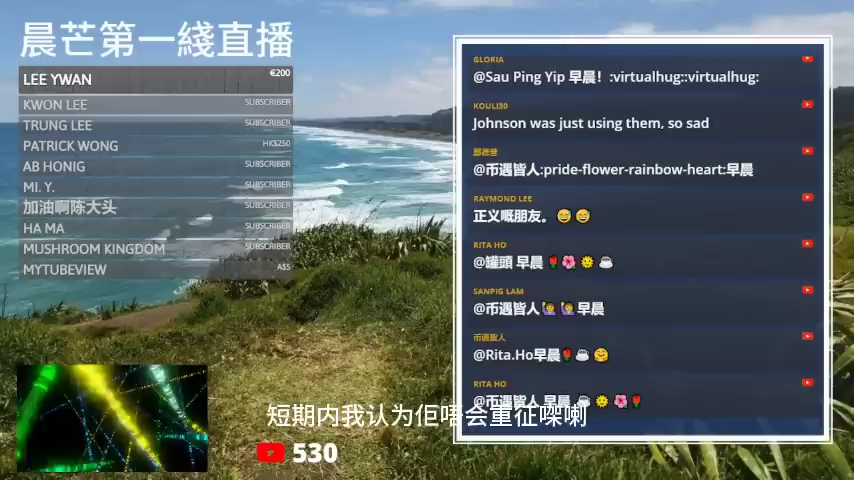 晨芒第一綫直播
LEE YWAN €200
KWON LEE SUBSCRIBER
TRUNG LEE SUBSCRIBER
PATRICK WONG HK$250
AB HONIG SUBSCRIBER
MI. Y. SUBSCRIBER
加油啊陈大头 SUBSCRIBER
HA MA SUBSCRIBER
MUSHROOM KINGDOM SUBSCRIBER
MYTUBEVIEW A$5
GLORIA
@Sau Ping Yip 早晨！:virtualhug::virtualhug:
KOULI30
Johnson was just using them, so sad
@币遇皆人:pride-flower-rainbow-heart:早晨
RAYMOND LEE
正义嘅朋友。😅😅
RITA HO
@罐頭 早晨🌹🌺🌞☕
SANPIG LAM
@币遇皆人🙋🙋早晨
币遇皆人
@Rita.Ho早晨🌹☕🤗
RITA HO
@币遇皆人 早晨☕🌞🌺🌹
短期内我认为佢唔会重征㗎喇
530